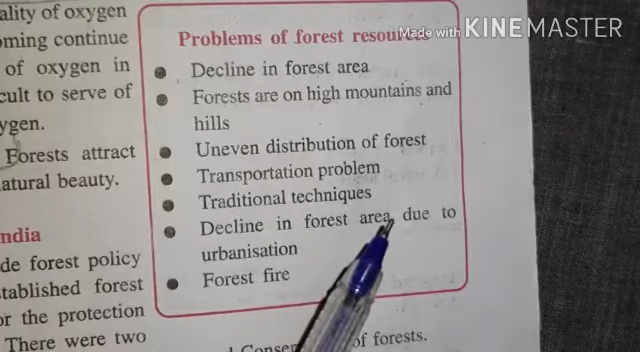 ality of oxygen
ming continue
of oxygen in
cult to serve of
ygen.
Forests attract
atural beauty.
ndia
de forest policy
tablished forest
or the protection
There were two
Made with KINEMASTER
Problems of forest
Decline in forest area
Forests are on high mountains and
hills
Uneven distribution of forest
Transportation problem
Traditional techniques
Decline in forest area due to
urbanisation
Forest fire
of forests.